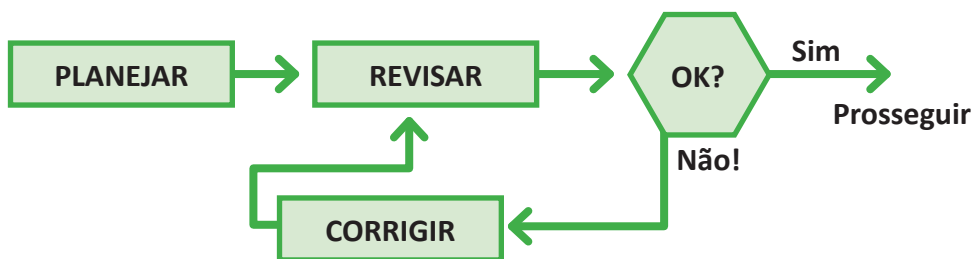 PLANEJAR
REVISAR
OK?
Sim
Prosseguir
Não!
CORRIGIR